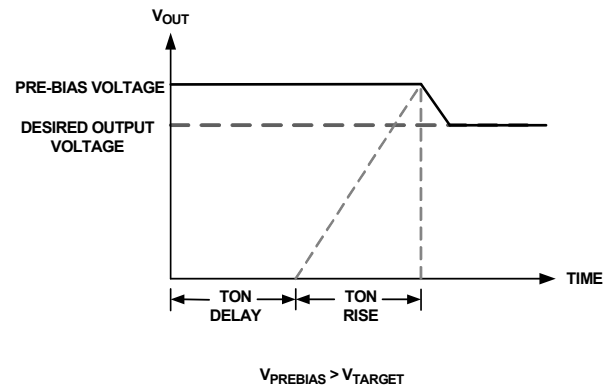 VOUT
PRE-BIAS VOLTAGE
DESIRED OUTPUT
VOLTAGE
TIME
TON
DELAY
TON
RISE
VPREBIAS > VTARGET